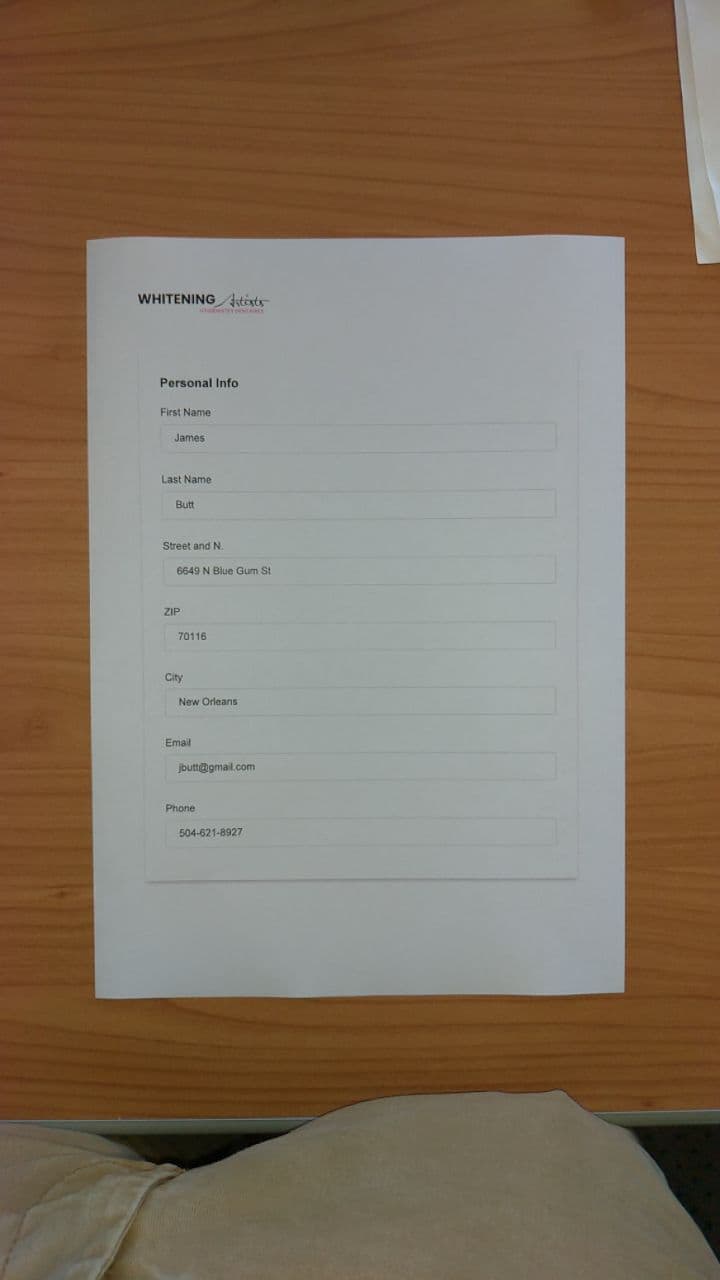 WHITENING Artists
Personal Info
First Name
James
Last Name
Butt
Street and N.
6649 N Blue Gum St
ZIP
70116
City
New Orleans
Email
jbutt@gmail.com
Phone
504-621-8927